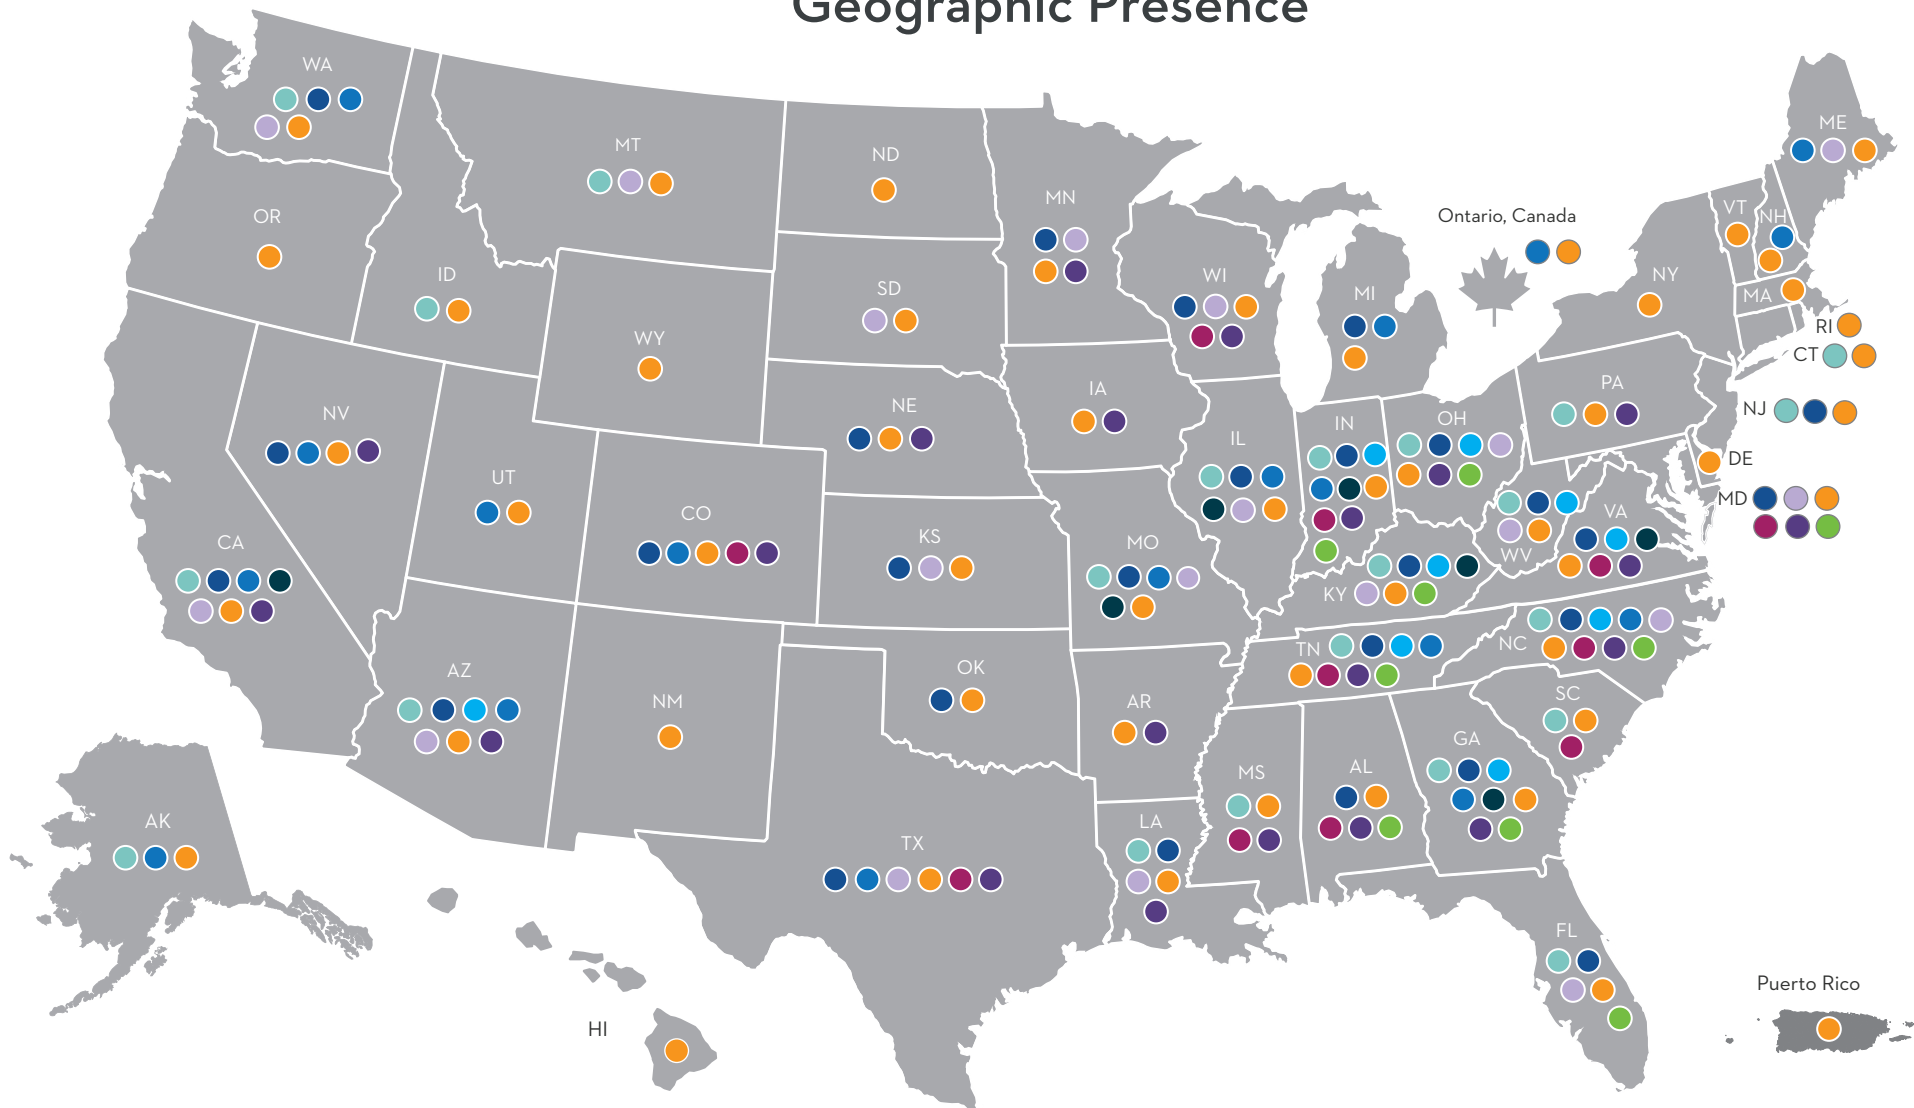 Geographic Presence
WA
MT
ND
MN
ME
OR
ID
SD
WI
MI
Ontario, Canada
VT
NH
NY
MA
RI
CT
WY
NV
UT
NE
IA
IL
IN
OH
PA
NJ
DE
MD
CA
CO
KS
MO
KY
WV
VA
AZ
NM
OK
AR
TN
NC
SC
MS
AL
GA
AK
TX
LA
FL
HI
Puerto Rico